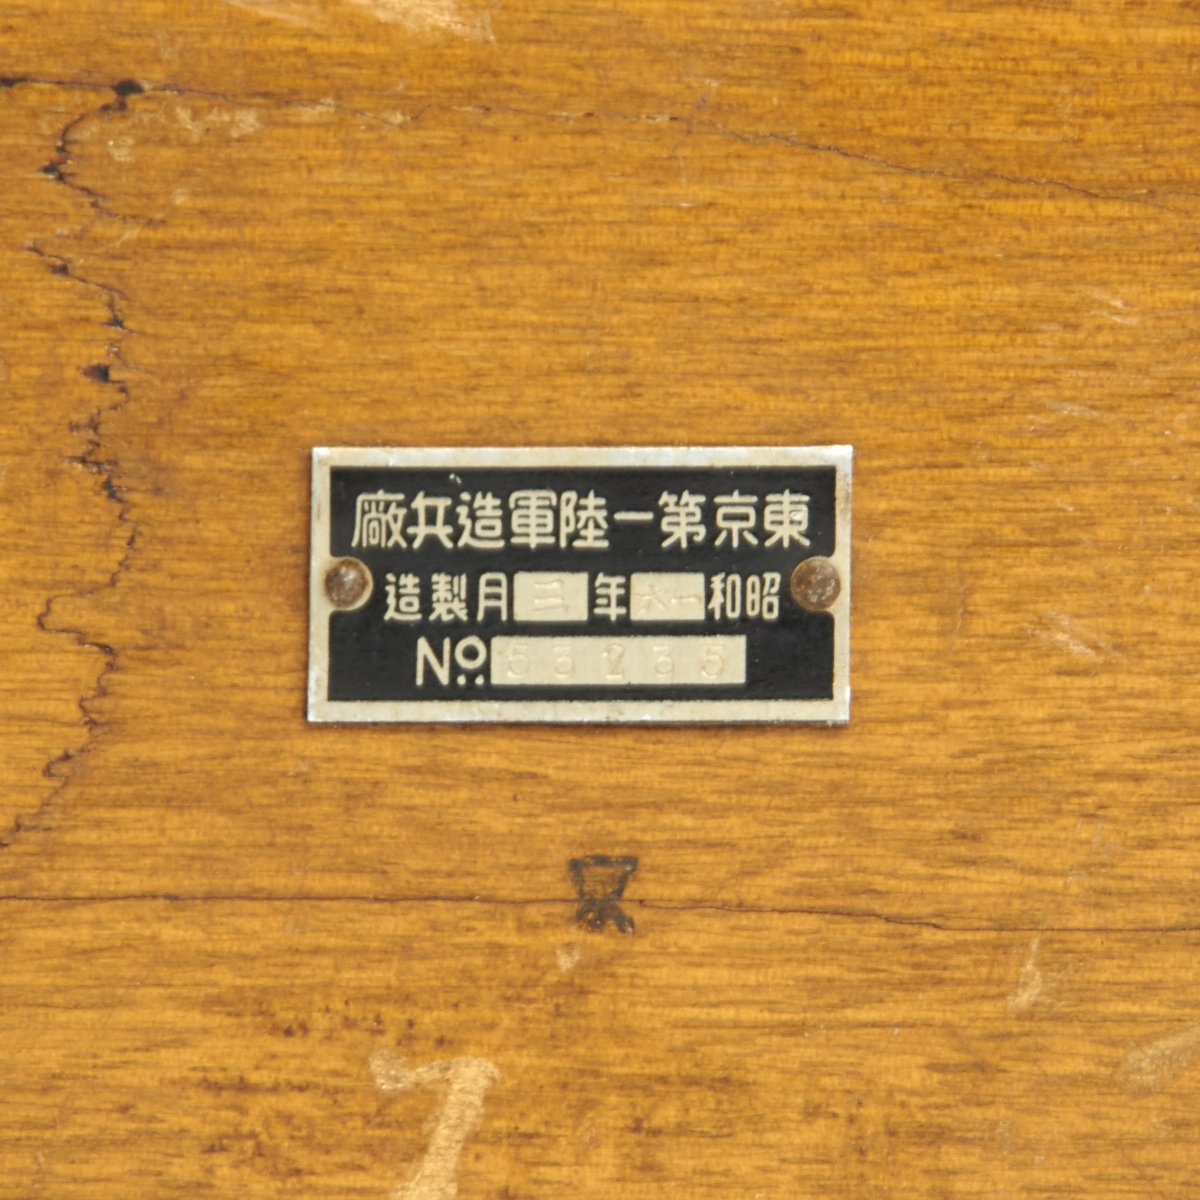 東京第一陸軍造兵廠
昭和一六年三月製造
No. 53235